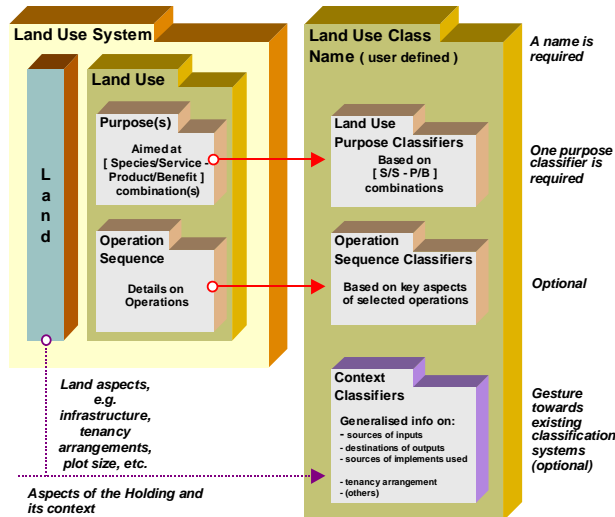 Land Use System
Land
Land Use
Purpose(s)
Aimed at
[ Species/Service -
Product/Benefit ]
combination(s)
Operation
Sequence
Details on
Operations
Land aspects,
e.g.
infrastructure,
tenancy
arrangements,
plot size, etc.
Aspects of the Holding and
its context
Land Use Class
Name ( user defined )
Land Use
Purpose Classifiers
Based on
[ S/S - P/B ]
combinations
Operation
Sequence Classifiers
Based on key aspects
of selected operations
Context
Classifiers
Generalised info on:
- sources of inputs
- destinations of outputs
- sources of implements used
- tenancy arrangement
- (others)
A name is
required
One purpose
classifier is
required
Optional
Gesture
towards
existing
classification
systems
(optional)